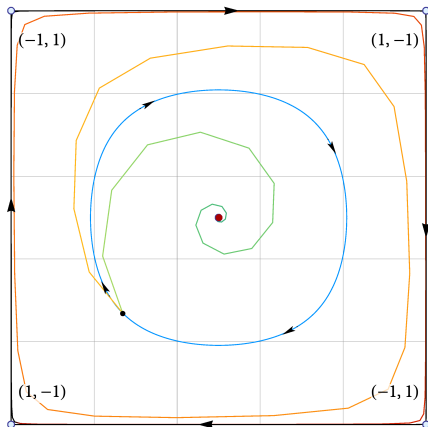 (-1, 1) (1, -1)
(1, -1) (-1, 1)